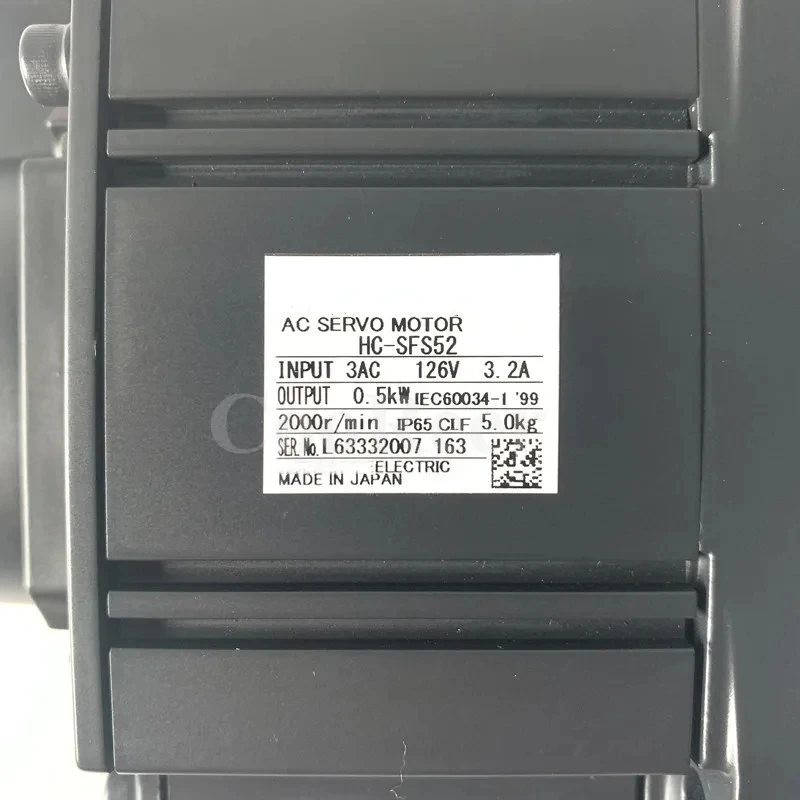 AC SERVO MOTOR
HC-SFS52
INPUT 3AC 126V 3.2A
OUTPUT 0.5kW IEC60034-1 '99
2000r/min IP65 CI.F 5.0kg
SER.No.L63332007 163
ELECTRIC
MADE IN JAPAN